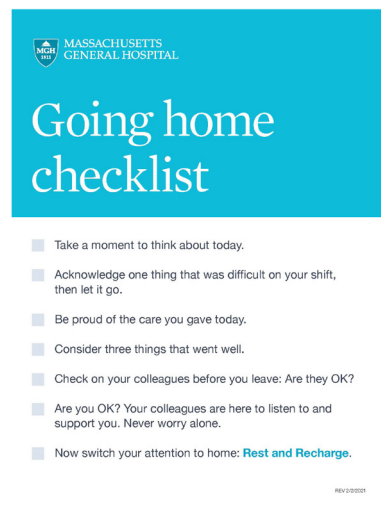 MASSACHUSETTS
GENERAL HOSPITAL
MGH
1811
Going home
checklist
Take a moment to think about today.
Acknowledge one thing that was difficult on your shift,
then let it go.
Be proud of the care you gave today.
Consider three things that went well.
Check on your colleagues before you leave: Are they OK?
Are you OK? Your colleagues are here to listen to and
support you. Never worry alone.
Now switch your attention to home: Rest and Recharge.
REV 2/2/2021